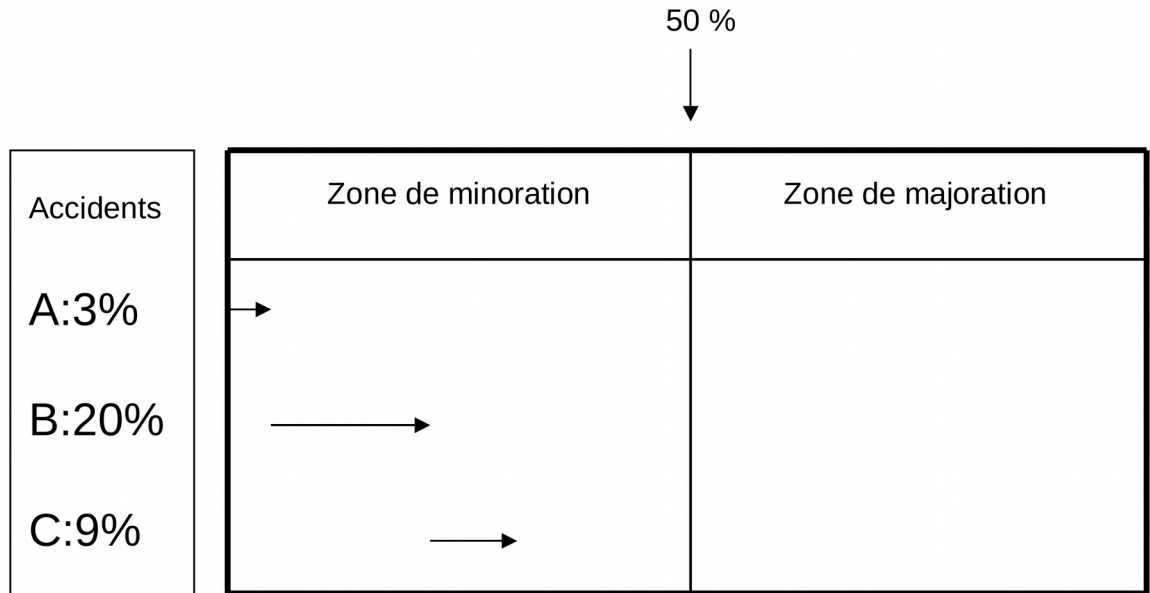 50 %
Zone de minoration
Zone de majoration
Accidents
A:3%
B:20%
C:9%